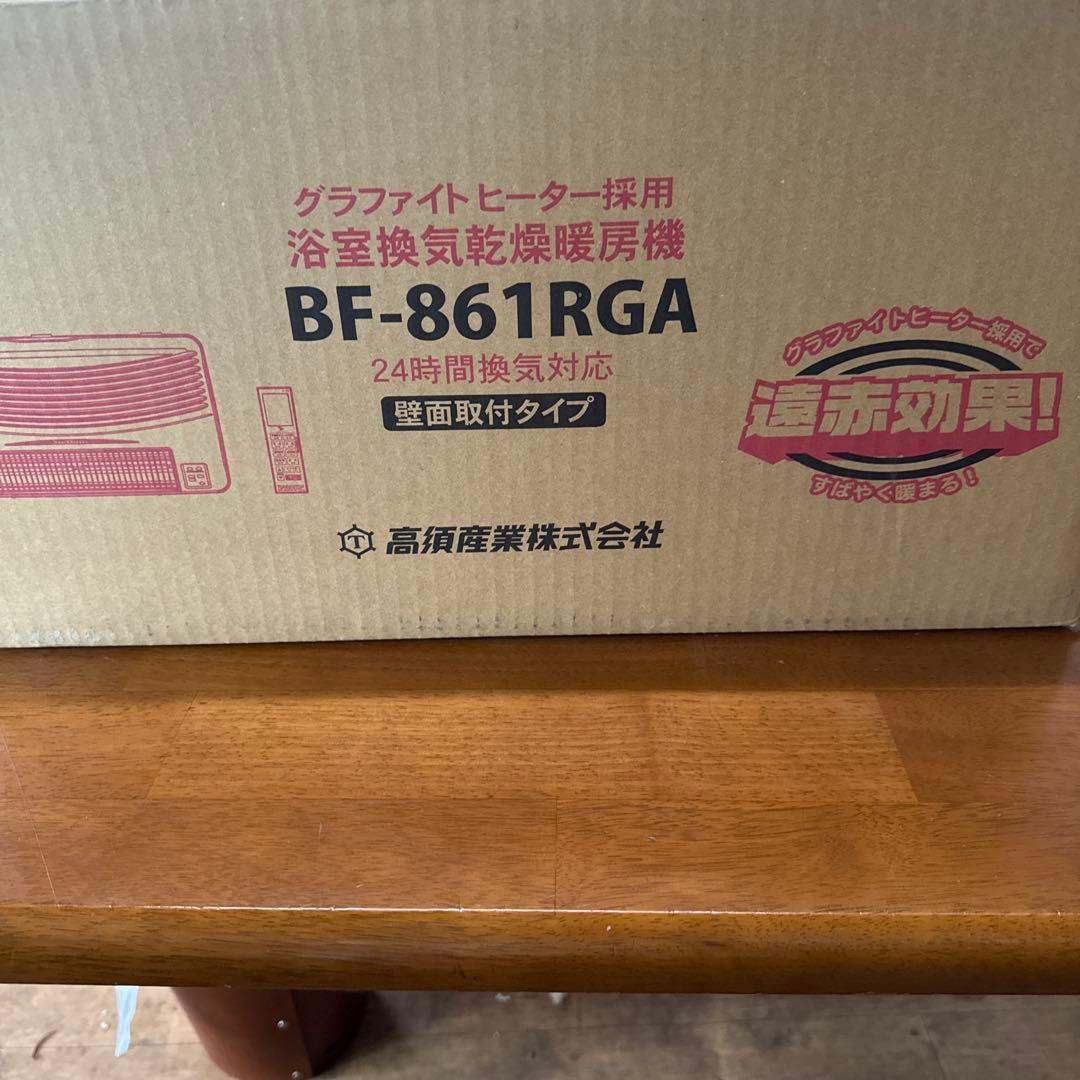 グラファイトヒーター採用
浴室換気乾燥暖房機
BF-861RGA
24時間換気対応
壁面取付タイプ
グラファイトヒーター採用で
遠赤効果!
すばやく暖まる!
高須産業株式会社